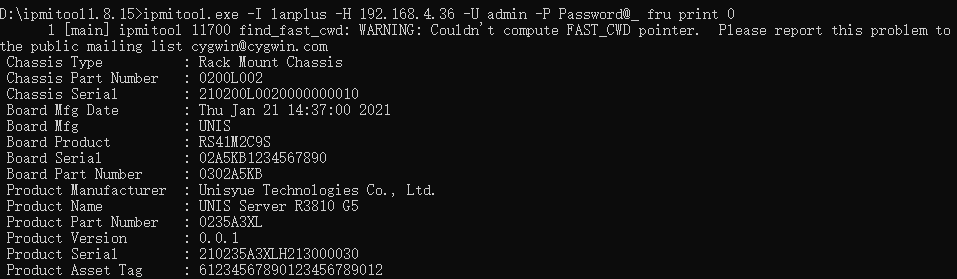 D:\ipmitool1.8.15>ipmitool.exe -I lanplus -H 192.168.4.36 -U admin -P Password@_ fru print 0
1 [main] ipmitool 11700 find_fast_cwd: WARNING: Couldn't compute FAST_CWD pointer.  Please report this problem to
the public mailing list cygwin@cygwin.com
Chassis Type : Rack Mount Chassis
Chassis Part Number : 0200L002
Chassis Serial : 210200L0020000000010
Board Mfg Date : Thu Jan 21 14:37:00 2021
Board Mfg : UNIS
Board Product : RS41M2C9S
Board Serial : 02A5KB1234567890
Board Part Number : 0302A5KB
Product Manufacturer : Unisyue Technologies Co., Ltd.
Product Name : UNIS Server R3810 G5
Product Part Number : 0235A3XL
Product Version : 0.0.1
Product Serial : 210235A3XLH213000030
Product Asset Tag : 61234567890123456789012